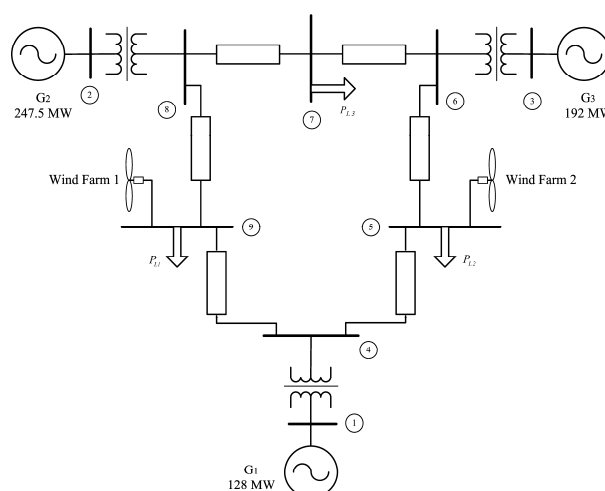 G2
247.5 MW
2
8
7
P_L3
6
3
G3
192 MW
Wind Farm 1
Wind Farm 2
9
5
P_L1
P_L2
4
1
G1
128 MW